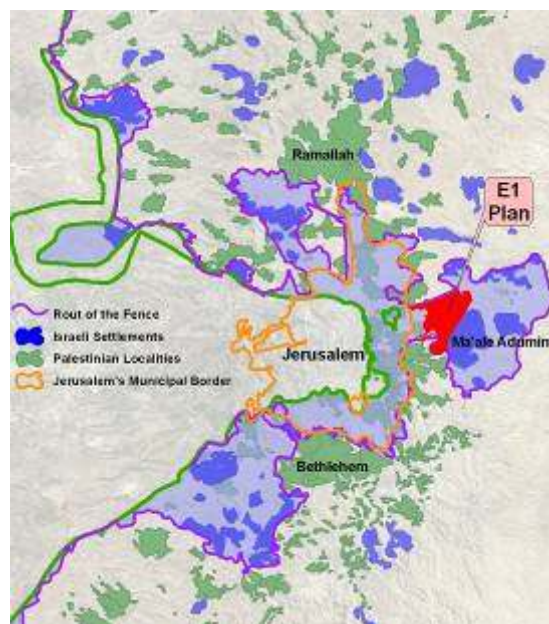 Ramallah
E1
Plan
Rout of the Fence
Israeli Settlements
Palestinian Localities
Jerusalem's Municipal Border
Jerusalem
Ma'ale Adumim
Bethlehem